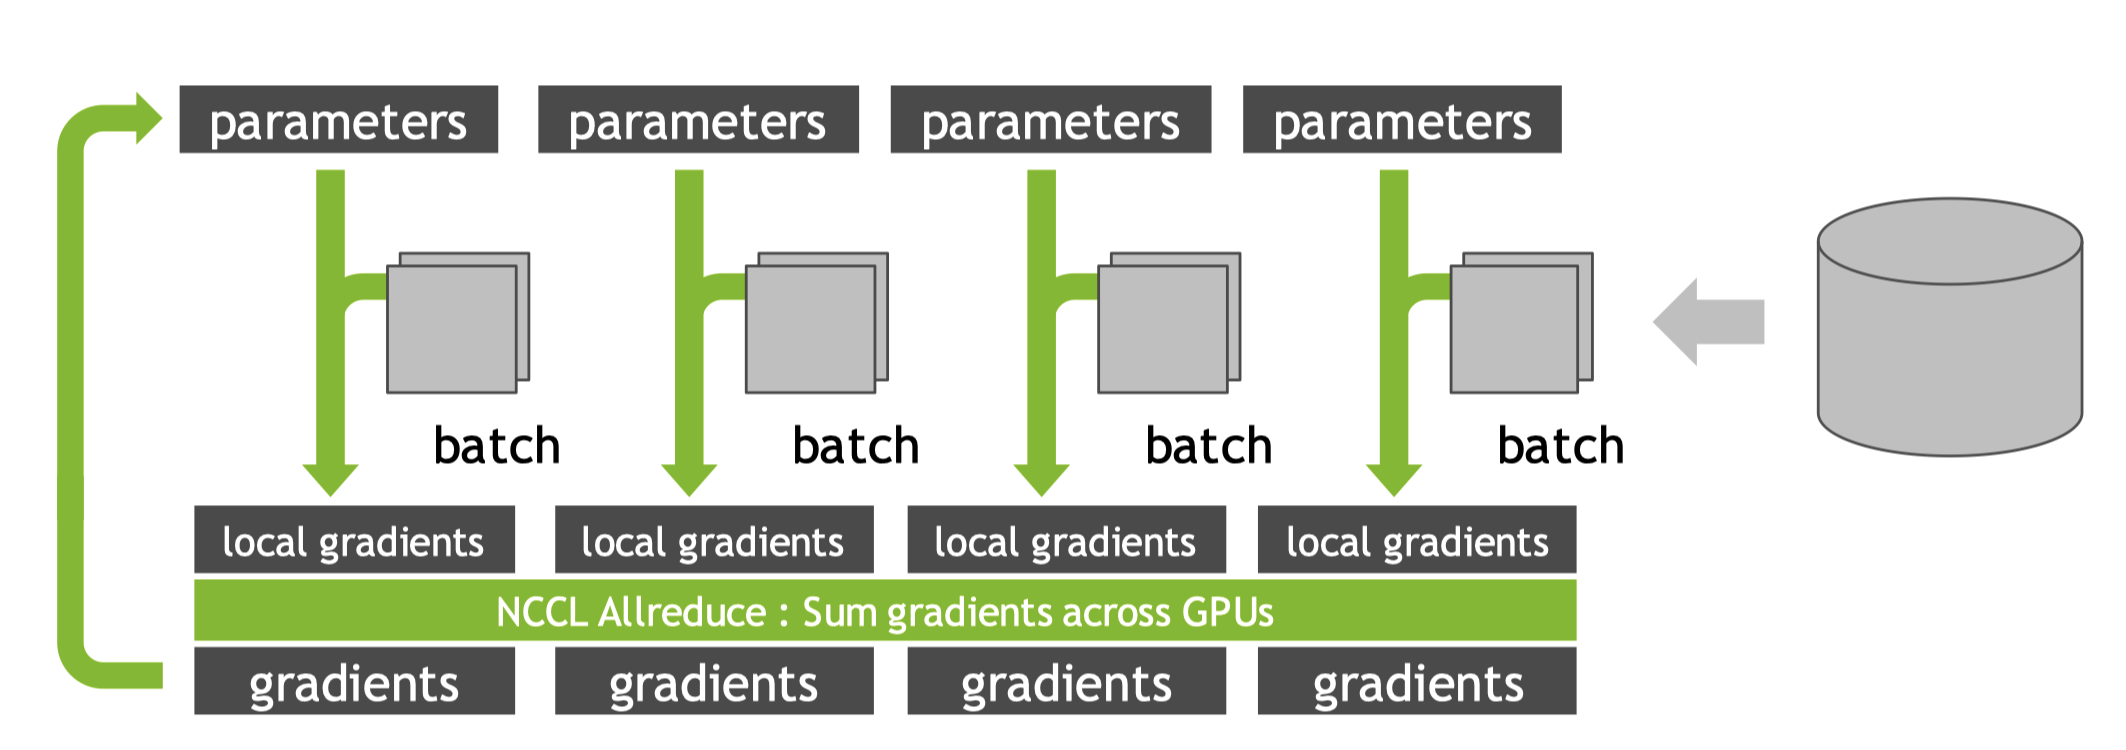 parameters parameters parameters parameters
batch batch batch batch
local gradients local gradients local gradients local gradients
NCCL Allreduce : Sum gradients across GPUs
gradients gradients gradients gradients